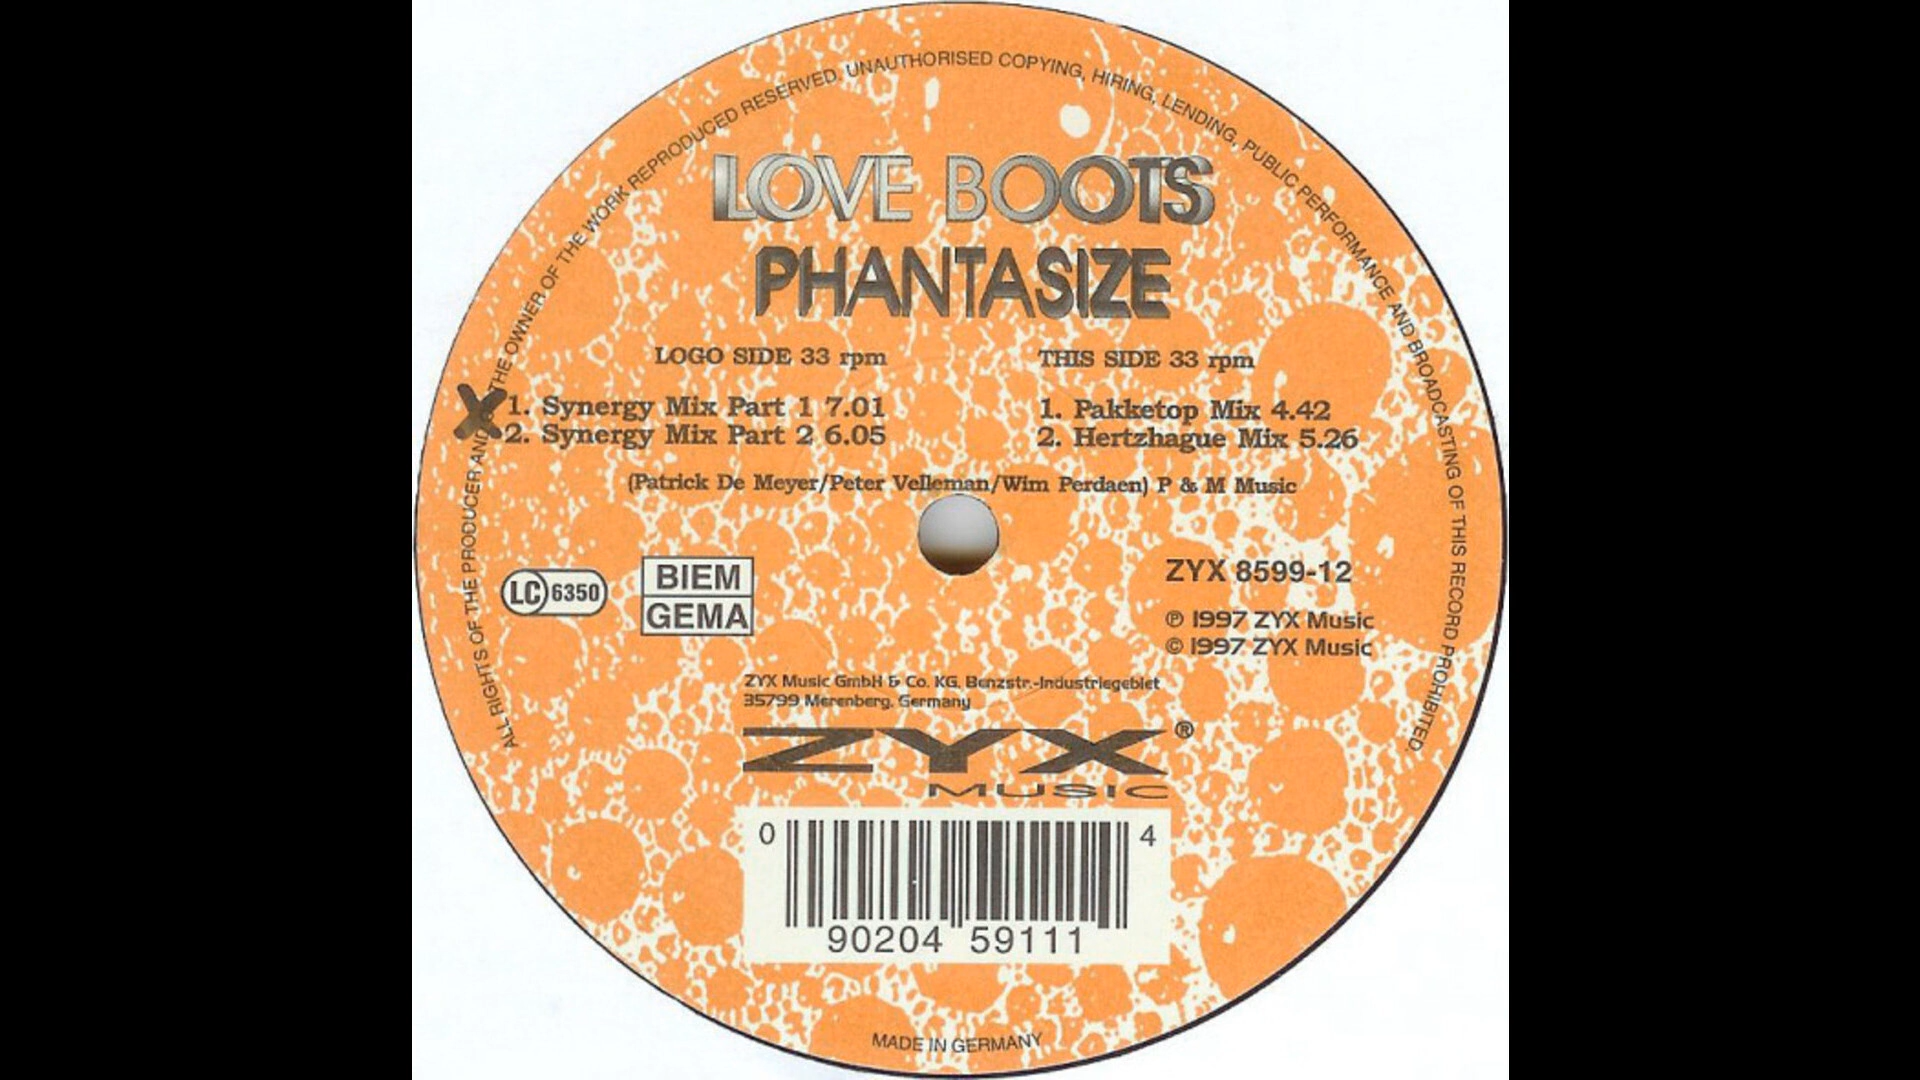 ALL RIGHTS OF THE PRODUCER AND OF THE OWNER OF THE WORK REPRODUCED RESERVED. UNAUTHORISED COPYING, HIRING, LENDING, PUBLIC PERFORMANCE AND BROADCASTING OF THIS RECORD PROHIBITED.
LOVE BOOTS
PHANTASIZE
LOGO SIDE 33 rpm
1. Synergy Mix Part 1 7.01
2. Synergy Mix Part 2 6.05
THIS SIDE 33 rpm
1. Pakketop Mix 4.42
2. Hertzhague Mix 5.26
(Patrick De Meyer/Peter Velleman/Wim Perdaen) P & M Music
LC 6350
BIEM
GEMA
ZYX 8599-12
℗ 1997 ZYX Music
© 1997 ZYX Music
ZYX Music GmbH & Co. KG, Benzstr.-Industriegebiet
35799 Merenberg, Germany
ZYX®
MUSIC
0 90204 59111 4
MADE IN GERMANY